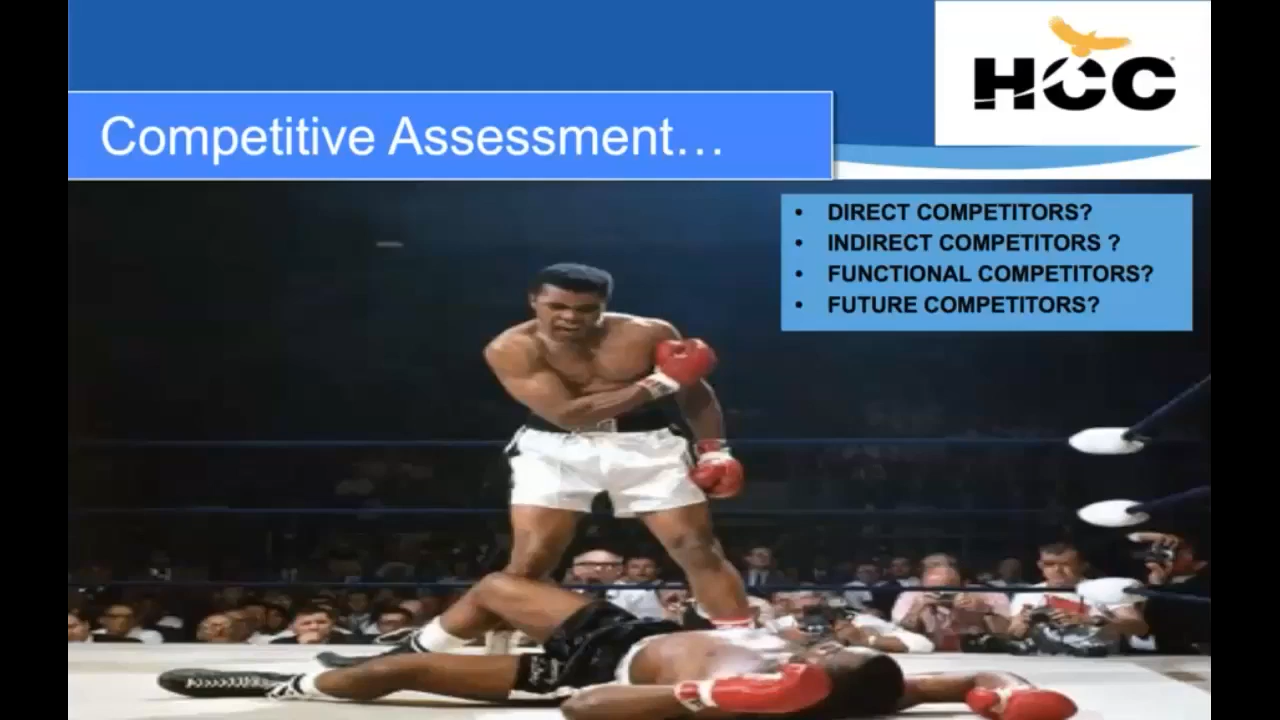 HCC
Competitive Assessment…
• DIRECT COMPETITORS?
• INDIRECT COMPETITORS ?
• FUNCTIONAL COMPETITORS?
• FUTURE COMPETITORS?